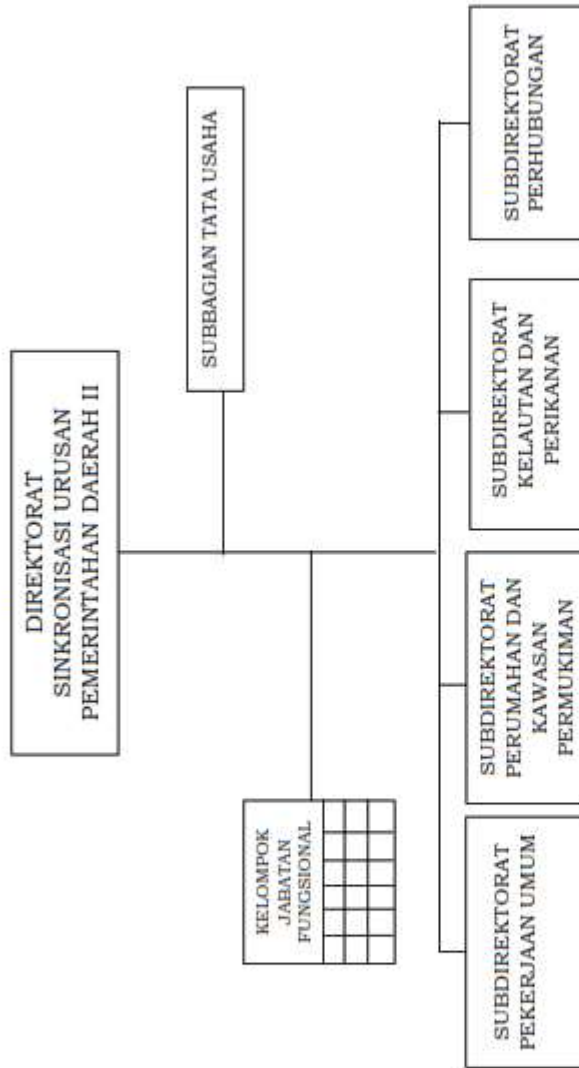 DIREKTORAT
SINKRONISASI URUSAN
PEMERINTAHAN DAERAH II
SUBBAGIAN TATA USAHA
KELOMPOK
JABATAN
FUNGSIONAL
SUBDIREKTORAT
PEKERJAAN UMUM
SUBDIREKTORAT
PERUMAHAN DAN
KAWASAN
PERMUKIMAN
SUBDIREKTORAT
KELAUTAN DAN
PERIKANAN
SUBDIREKTORAT
PERHUBUNGAN